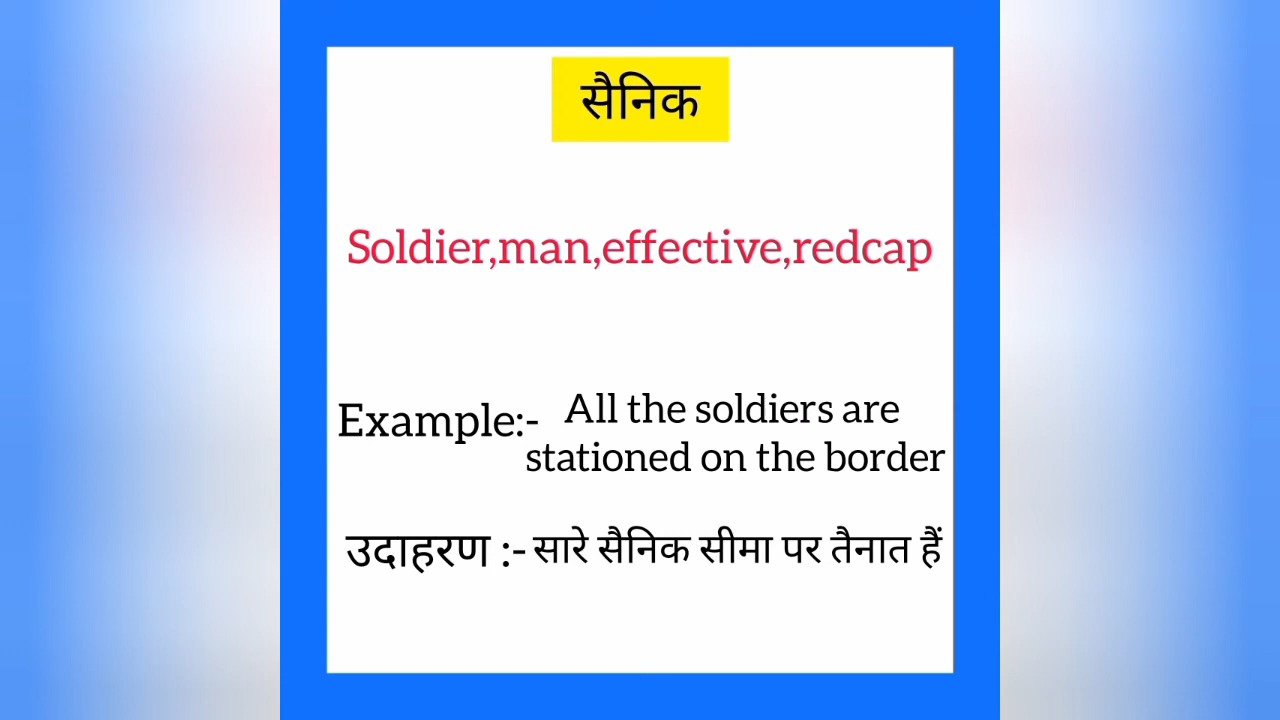 सैनिक
Soldier,man,effective,redcap
Example:- All the soldiers are
stationed on the border
उदाहरण :- सारे सैनिक सीमा पर तैनात हैं